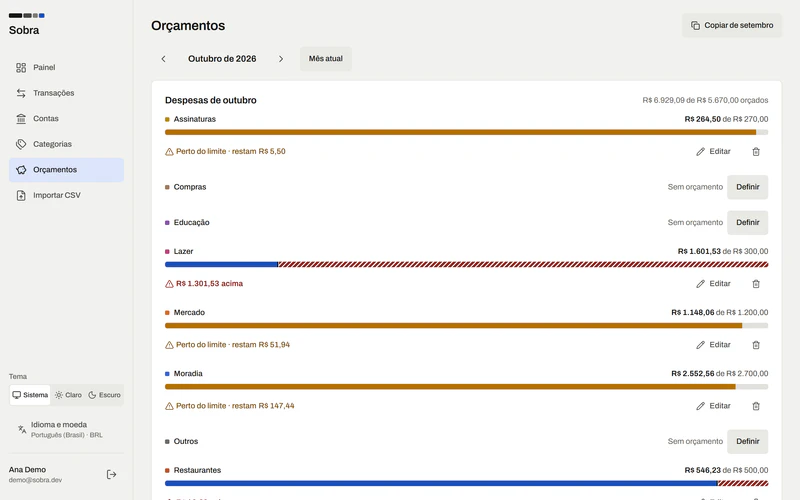 Sobra
Painel
Transações
Contas
Categorias
Orçamentos
Importar CSV
Tema
Sistema Claro Escuro
Idioma e moeda
Português (Brasil) · BRL
Ana Demo
demo@sobra.dev
Orçamentos
Copiar de setembro
Outubro de 2026
Mês atual
Despesas de outubro
R$ 6.929,09 de R$ 5.670,00 orçados
Assinaturas
R$ 264,50 de R$ 270,00
Perto do limite · restam R$ 5,50
Editar
Compras
Sem orçamento
Definir
Educação
Sem orçamento
Definir
Lazer
R$ 1.601,53 de R$ 300,00
R$ 1.301,53 acima
Editar
Mercado
R$ 1.148,06 de R$ 1.200,00
Perto do limite · restam R$ 51,94
Editar
Moradia
R$ 2.552,56 de R$ 2.700,00
Perto do limite · restam R$ 147,44
Editar
Outros
Sem orçamento
Definir
Restaurantes
R$ 546,23 de R$ 500,00